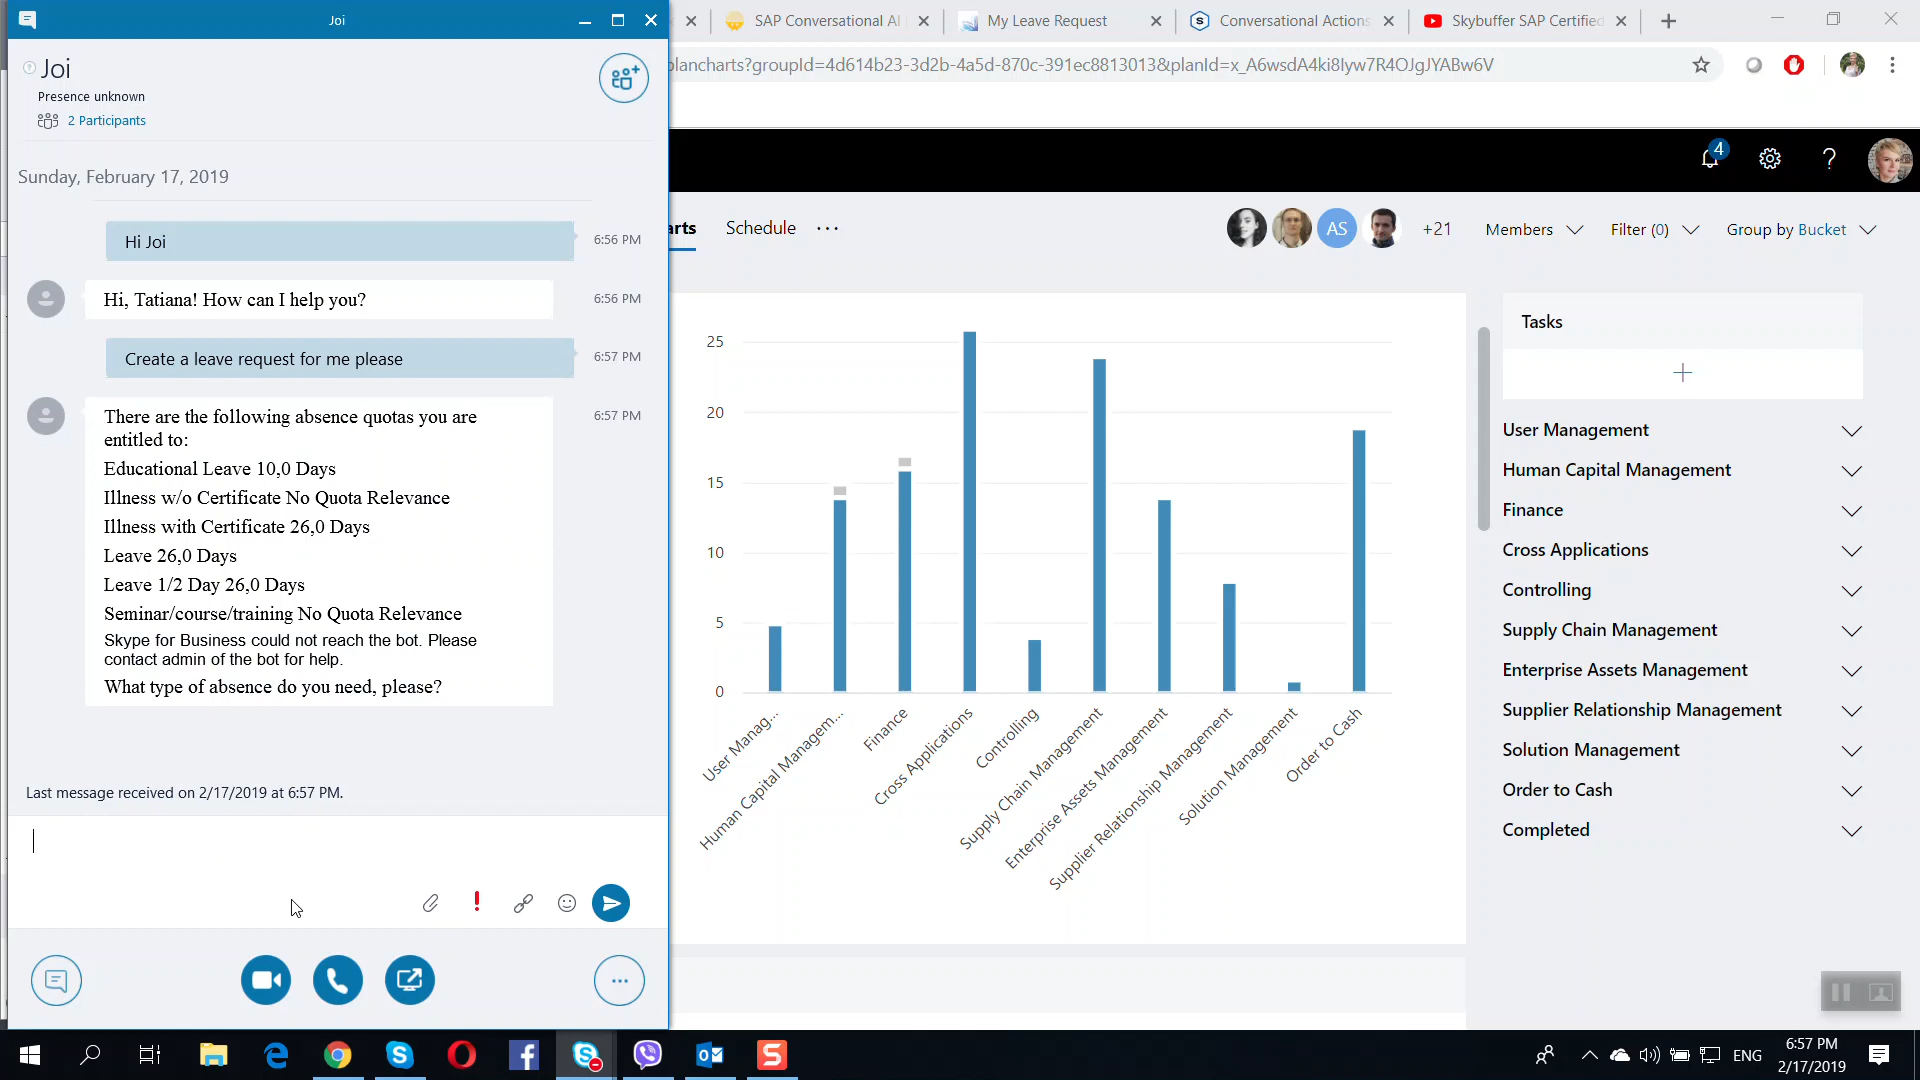 Joi
SAP Conversational AI
My Leave Request
Conversational Actions
Skybuffer SAP Certified
plancharts?groupId=4d614b23-3d2b-4a5d-870c-391ec8813013&planId=x_A6wsdA4ki8Iyw7R4OJgJYABw6V
Joi
Presence unknown
2 Participants
4
arts
Schedule
AS
+21
Members
Filter (0)
Group by Bucket
Sunday, February 17, 2019
Hi Joi
6:56 PM
Hi, Tatiana! How can I help you?
6:56 PM
Create a leave request for me please
6:57 PM
There are the following absence quotas you are
entitled to:
6:57 PM
Educational Leave 10,0 Days
Illness w/o Certificate No Quota Relevance
Illness with Certificate 26,0 Days
Leave 26,0 Days
Leave 1/2 Day 26,0 Days
Seminar/course/training No Quota Relevance
Skype for Business could not reach the bot. Please
contact admin of the bot for help.
What type of absence do you need, please?
Last message received on 2/17/2019 at 6:57 PM.
25
20
15
10
5
0
User Manag...
Human Capital Managem...
Finance
Cross Applications
Controlling
Supply Chain Management
Enterprise Assets Management
Supplier Relationship Management
Solution Management
Order to Cash
Tasks
User Management
Human Capital Management
Finance
Cross Applications
Controlling
Supply Chain Management
Enterprise Assets Management
Supplier Relationship Management
Solution Management
Order to Cash
Completed
ENG
6:57 PM
2/17/2019